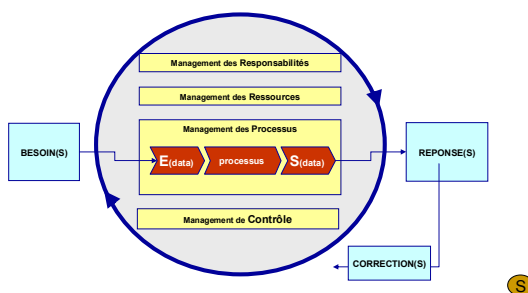 Management des Responsabilités
Management des Ressources
Management des Processus
BESOIN(S)
E(data)
processus
S(data)
REPONSE(S)
Management de Contrôle
CORRECTION(S)
S